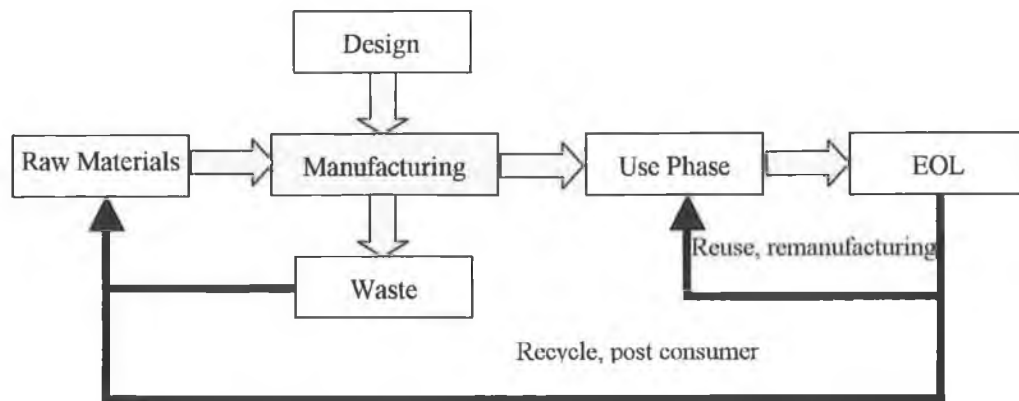 Design
Raw Materials
Manufacturing
Use Phase
EOL
Reuse, remanufacturing
Waste
Recycle, post consumer